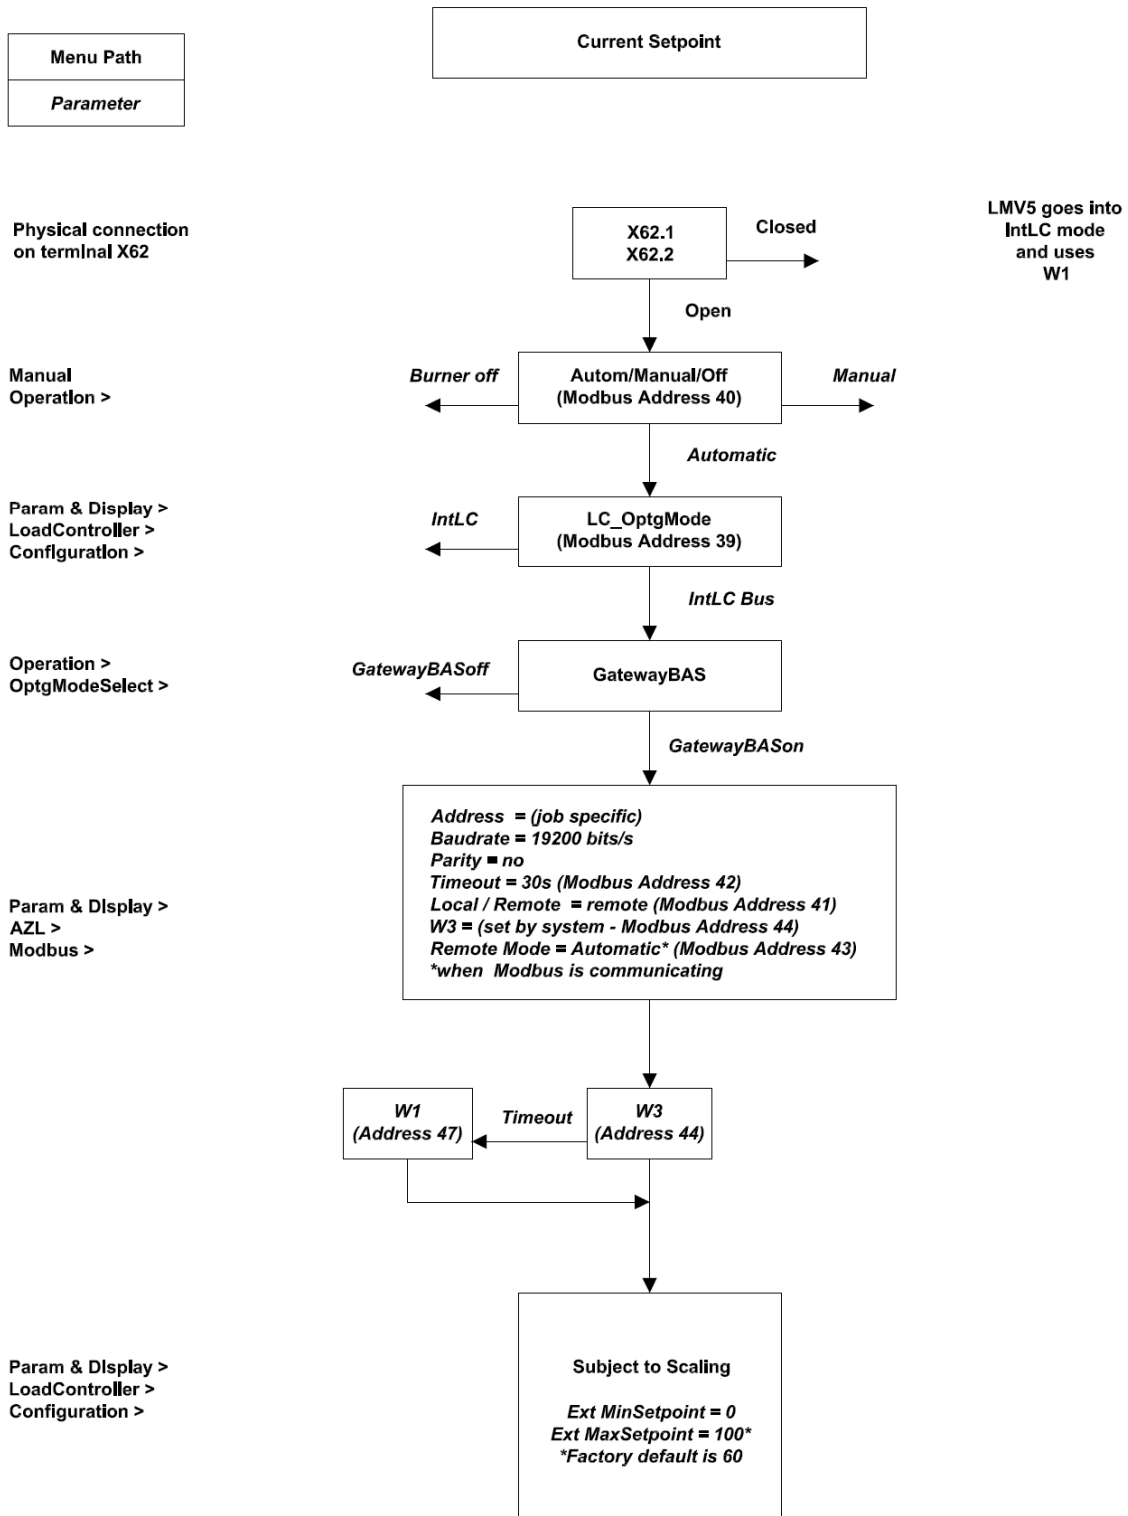 Menu Path
Parameter
Current Setpoint
Physical connection
on terminal X62
X62.1
X62.2
Closed
LMV5 goes into
IntLC mode
and uses
W1
Open
Manual
Operation >
Burner off
Autom/Manual/Off
(Modbus Address 40)
Manual
Automatic
Param & Display >
LoadController >
Configuration >
IntLC
LC_OptgMode
(Modbus Address 39)
IntLC Bus
Operation >
OptgModeSelect >
GatewayBASoff
GatewayBAS
GatewayBASon
Param & Display >
AZL >
Modbus >
Address = (job specific)
Baudrate = 19200 bits/s
Parity = no
Timeout = 30s (Modbus Address 42)
Local / Remote = remote (Modbus Address 41)
W3 = (set by system - Modbus Address 44)
Remote Mode = Automatic* (Modbus Address 43)
*when Modbus is communicating
W1
(Address 47)
Timeout
W3
(Address 44)
Param & Display >
LoadController >
Configuration >
Subject to Scaling
Ext MinSetpoint = 0
Ext MaxSetpoint = 100*
*Factory default is 60